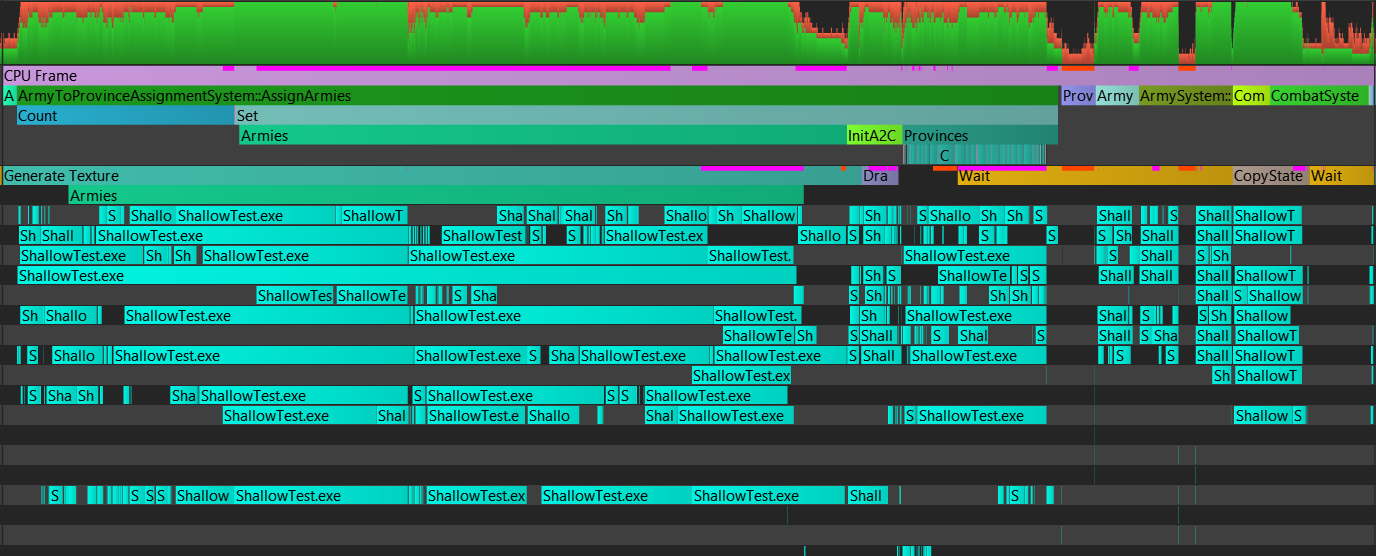 CPU Frame
A ArmyToProvinceAssignmentSystem::AssignArmies Prov Army ArmySystem:: Com CombatSyste
Count Set
Armies InitA2C Provinces
C
Generate Texture Dra Wait CopyState Wait
Armies
S Shallo ShallowTest.exe ShallowT Sha Shal Shal Sh Shallo Sh Shallow Sh S Shallo Sh Sh S Shall S Shall ShallowT
Sh Shall ShallowTest.exe ShallowTest S S ShallowTest.ex Shallo S Sh S S S Sh Shall Shall ShallowT
ShallowTest.exe Sh Sh ShallowTest.exe ShallowTest.exe ShallowTest. ShallowTest.exe S Shall S Sh
ShallowTest.exe Sh S ShallowTe S S Shall Shall Shall ShallowT
ShallowTes ShallowTe S Sha S Sh Sh Sh Shall S Shallow
Sh Shallo ShallowTest.exe ShallowTest.exe ShallowTest. Sh ShallowTest.exe Shal S S Sh Shallow
ShallowTe Sh S Shall S Shal S Shall S Sha Shall ShallowT
S Shallo ShallowTest.exe ShallowTest.exe S Sha ShallowTest.exe ShallowTest.exe S Shall ShallowTest.exe S S Shall ShallowT
ShallowTest.ex Sh ShallowT
S Sha Sh Sha ShallowTest.exe S ShallowTest.exe S S ShallowTest.exe
ShallowTest.exe Shal ShallowTest.e Shallo Shal ShallowTest.exe S ShallowTest.exe Shallow S
S S S S Shallow ShallowTest.exe ShallowTest.ex ShallowTest.exe ShallowTest.exe Shall S